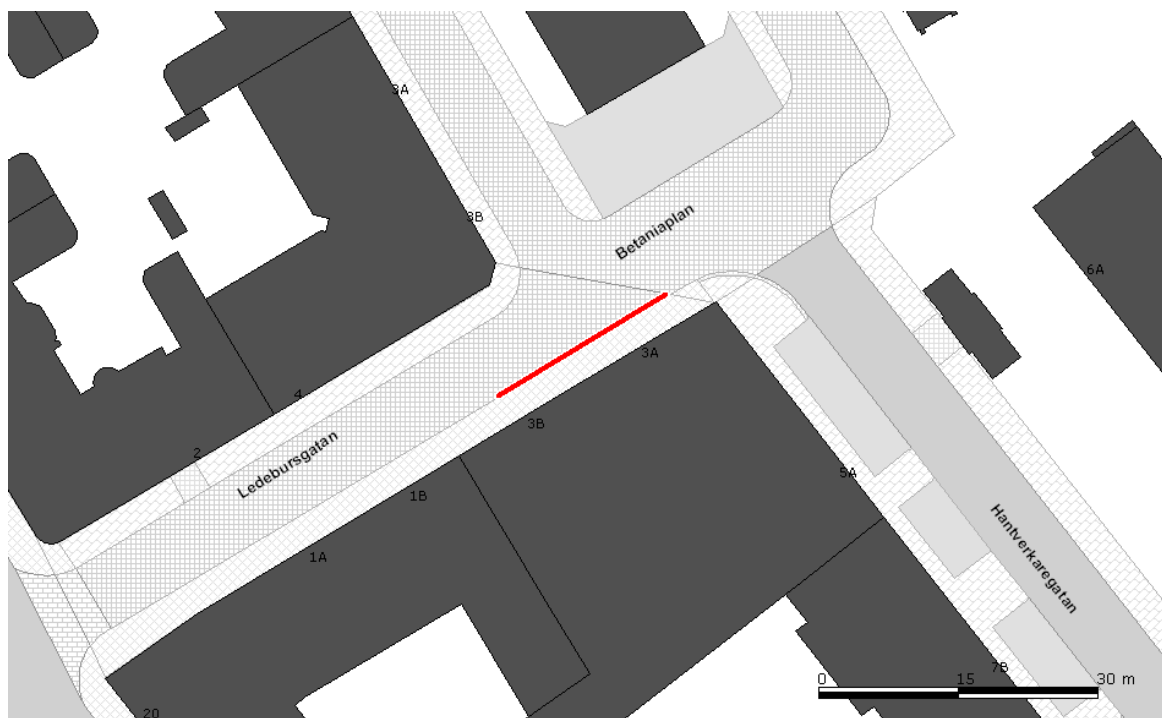 3A
3B
Betaniaplan
6A
3A
4
3B
2
Ledebursgatan
5A
1B
Hantverkaregatan
1A
7B
0 15 30 m
20